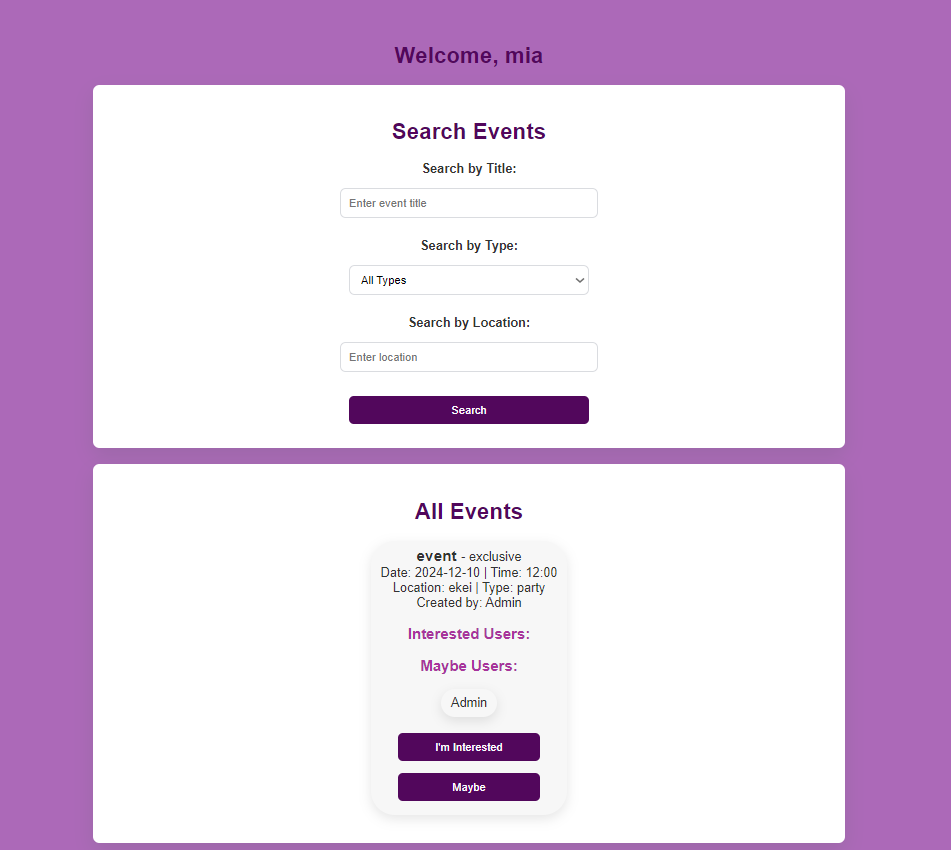 Welcome, mia
Search Events
Search by Title:
Enter event title
Search by Type:
All Types
Search by Location:
Enter location
Search
All Events
event - exclusive
Date: 2024-12-10 | Time: 12:00
Location: ekei | Type: party
Created by: Admin
Interested Users:
Maybe Users:
Admin
I'm Interested
Maybe